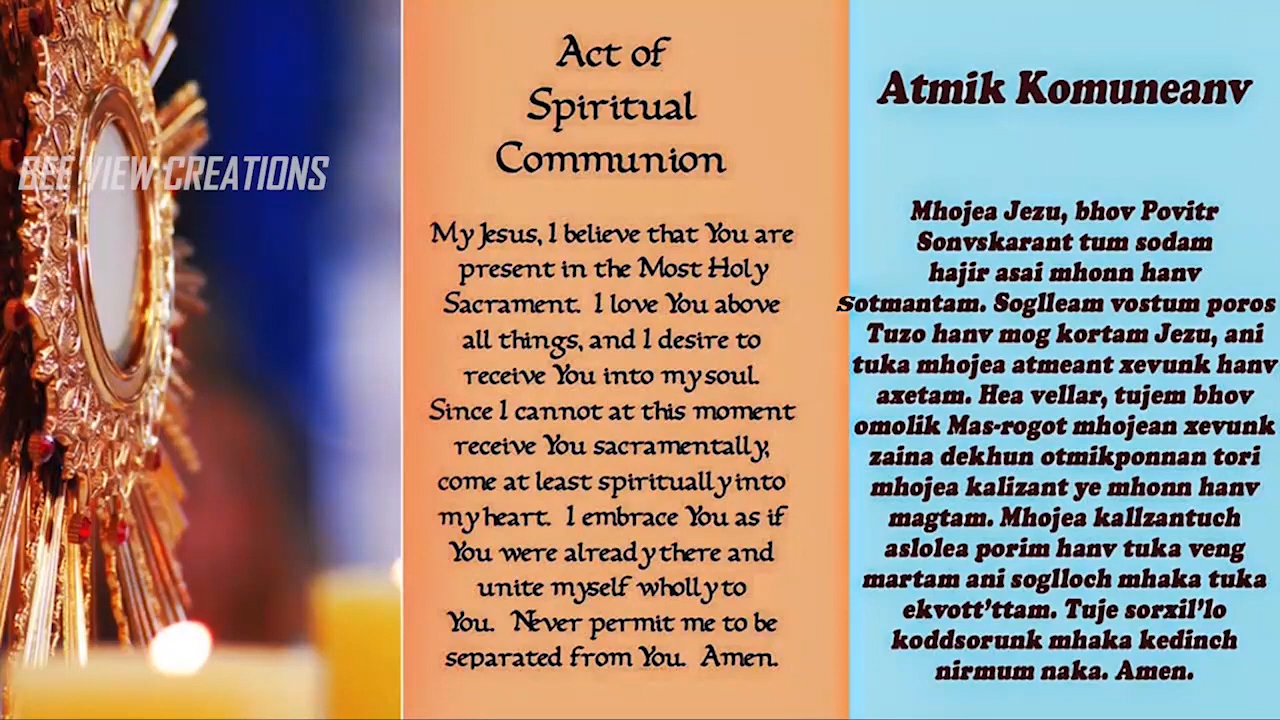 BEE VIEW CREATIONS
Act of
Spiritual
Communion
My Jesus, I believe that You are
present in the Most Holy
Sacrament. I love You above
all things, and I desire to
receive You into my soul.
Since I cannot at this moment
receive You sacramentally,
come at least spiritually into
my heart. I embrace You as if
You were already there and
unite myself wholly to
You. Never permit me to be
separated from You. Amen.
Atmik Komuneanv
Mhojea Jezu, bhov Povitr
Sonvskarant tum sodam
hajir asai mhonn hanv
sotmantam. Soglleam vostum poros
Tuzo hanv mog kortam Jezu, ani
tuka mhojea atmeant xevunk hanv
axetam. Hea vellar, tujem bhov
omolik Mas-rogot mhojean xevunk
zaina dekhun otmikponnan tori
mhojea kalizant ye mhonn hanv
magtam. Mhojea kallzantuch
aslolea porim hanv tuka veng
martam ani soglloch mhaka tuka
ekvott'ttam. Tuje sorxil'lo
koddsorunk mhaka kedinch
nirmum naka. Amen.